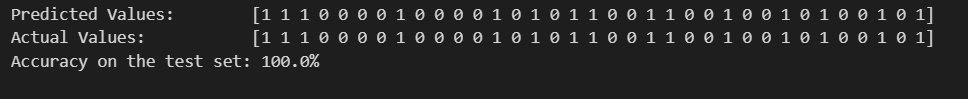 Predicted Values: [1 1 1 0 0 0 0 1 0 0 0 0 1 0 1 0 1 1 0 0 1 1 0 0 1 0 0 1 0 1 0 0 1 0 1]
Actual Values: [1 1 1 0 0 0 0 1 0 0 0 0 1 0 1 0 1 1 0 0 1 1 0 0 1 0 0 1 0 1 0 0 1 0 1]
Accuracy on the test set: 100.0%